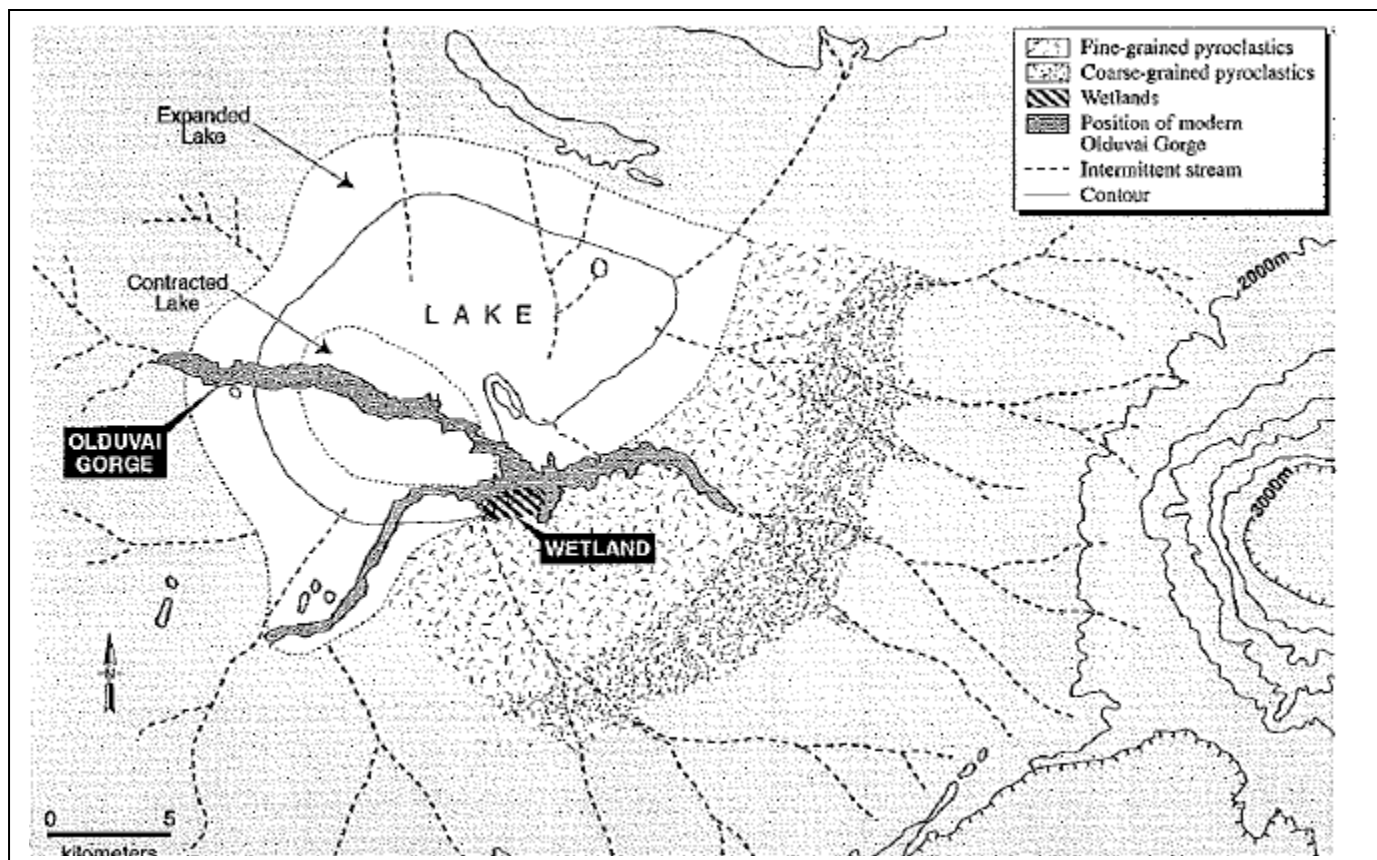 Fine-grained pyroclastics
Coarse-grained pyroclastics
Wetlands
Position of modern
Olduvai Gorge
Intermittent stream
Contour
Expanded
Lake
Contracted
Lake
LAKE
2000m
3000m
OLDUVAI
GORGE
WETLAND
N
0 5
kilometers